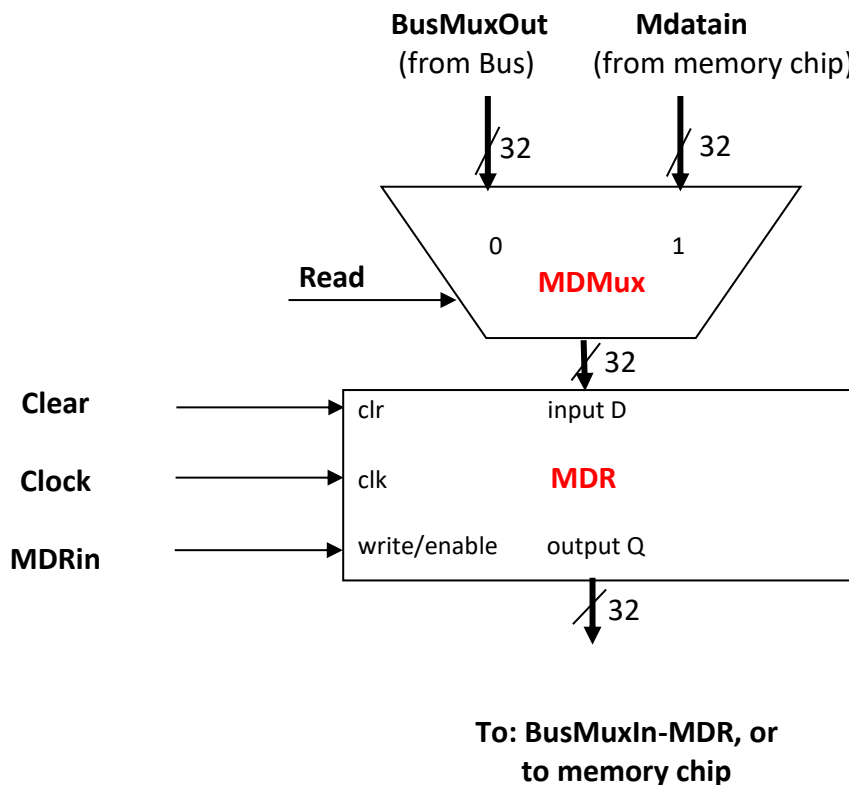 BusMuxOut Mdatain
(from Bus) (from memory chip)
32 32
0 1
Read
MDMux
32
Clear
clr input D
Clock
clk MDR
MDRin
write/enable output Q
32
To: BusMuxIn-MDR, or
to memory chip